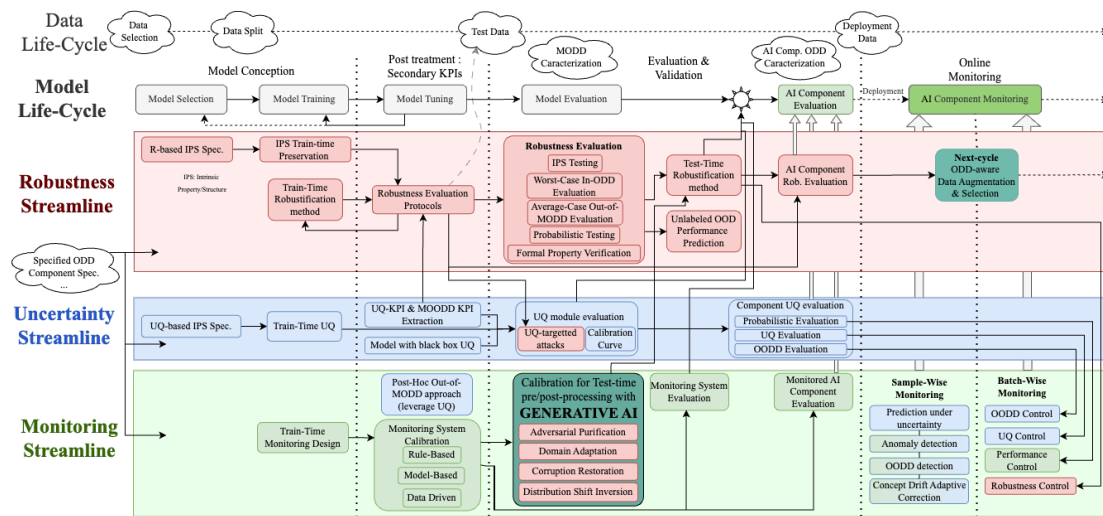 Data
Life-Cycle
Data
Selection
Data Split
Test Data
Deployment
Data
MODD
Caracterization
AI Comp. ODD
Caracterization
Model
Life-Cycle
Model Conception
Post treatment :
Secondary KPIs
Evaluation &
Validation
Online
Monitoring
Model Selection
Model Training
Model Tuning
Model Evaluation
AI Component
Evaluation
Deployment
AI Component Monitoring
Robustness
Streamline
R-based IPS Spec.
IPS: Intrinsic
Property/Structure
IPS Train-time
Preservation
Train-Time
Robustification
method
Robustness Evaluation
Protocols
Robustness Evaluation
IPS Testing
Worst-Case In-ODD
Evaluation
Average-Case Out-of-
MODD Evaluation
Probabilistic Testing
Formal Property Verification
Test-Time
Robustification
method
Unlabeled OOD
Performance
Prediction
AI Component
Rob. Evaluation
Next-cycle
ODD-aware
Data Augmentation
& Selection
Specified ODD
Component Spec.
...
Uncertainty
Streamline
UQ-based IPS Spec.
Train-Time UQ
UQ-KPI & MOODD KPI
Extraction
Model with black box UQ
UQ module evaluation
UQ-targetted
attacks
Calibration
Curve
Component UQ evaluation
Probabilistic Evaluation
UQ Evaluation
OODD Evaluation
Monitoring
Streamline
Train-Time
Monitoring Design
Post-Hoc Out-of-
MODD approach
(leverage UQ)
Monitoring System
Calibration
Rule-Based
Model-Based
Data Driven
Calibration for Test-time
pre/post-processing with
GENERATIVE AI
Adversarial Purification
Domain Adaptation
Corruption Restoration
Distribution Shift Inversion
Monitoring System
Evaluation
Monitored AI
Component Evaluation
Sample-Wise
Monitoring
Prediction under
uncertainty
Anomaly detection
OODD detection
Concept Drift Adaptive
Correction
Batch-Wise
Monitoring
OODD Control
UQ Control
Performance
Control
Robustness Control